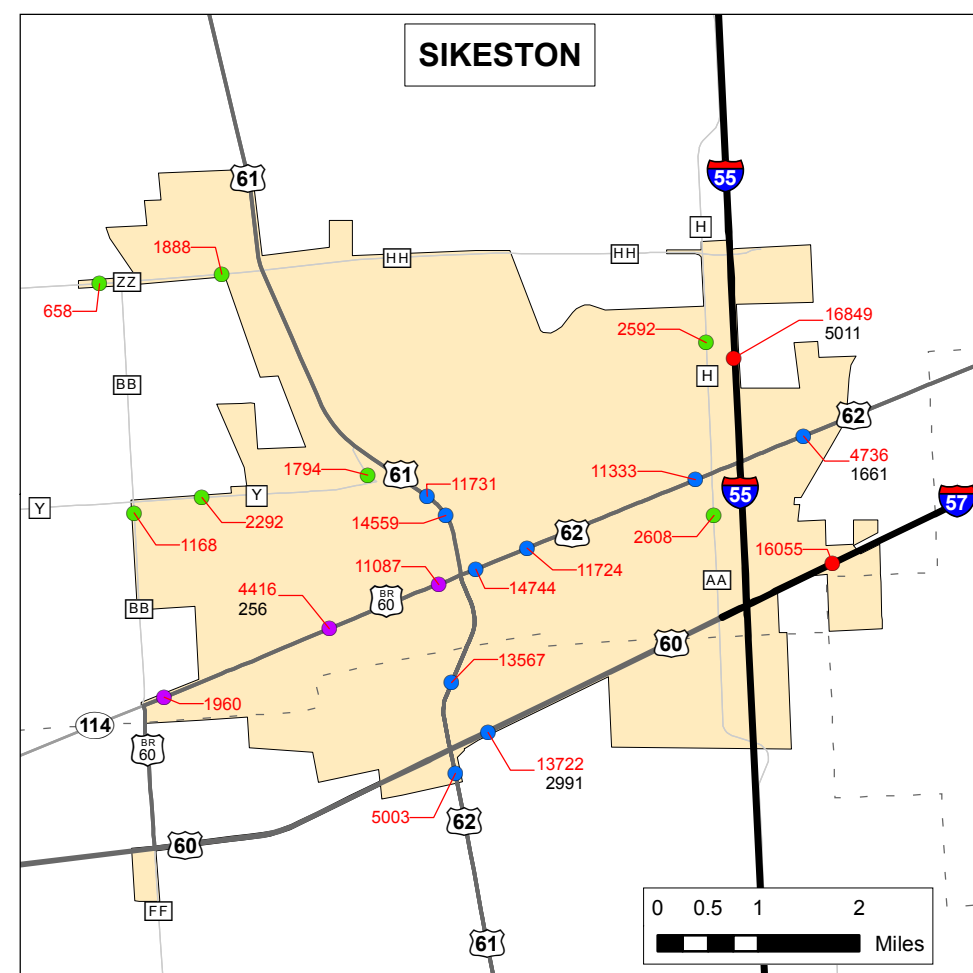 SIKESTON
61
55
H
1888
HH
HH
ZZ
658
16849
5011
2592
BB
H
62
61
4736
1661
1794
11731
11333
55
57
Y
Y
14559
62
2292
1168
2608
16055
11087
11724
14744
4416
256
BR
60
AA
BB
60
13567
1960
114
BR
60
13722
2991
5003
62
60
FF
0 0.5 1 2
Miles
61